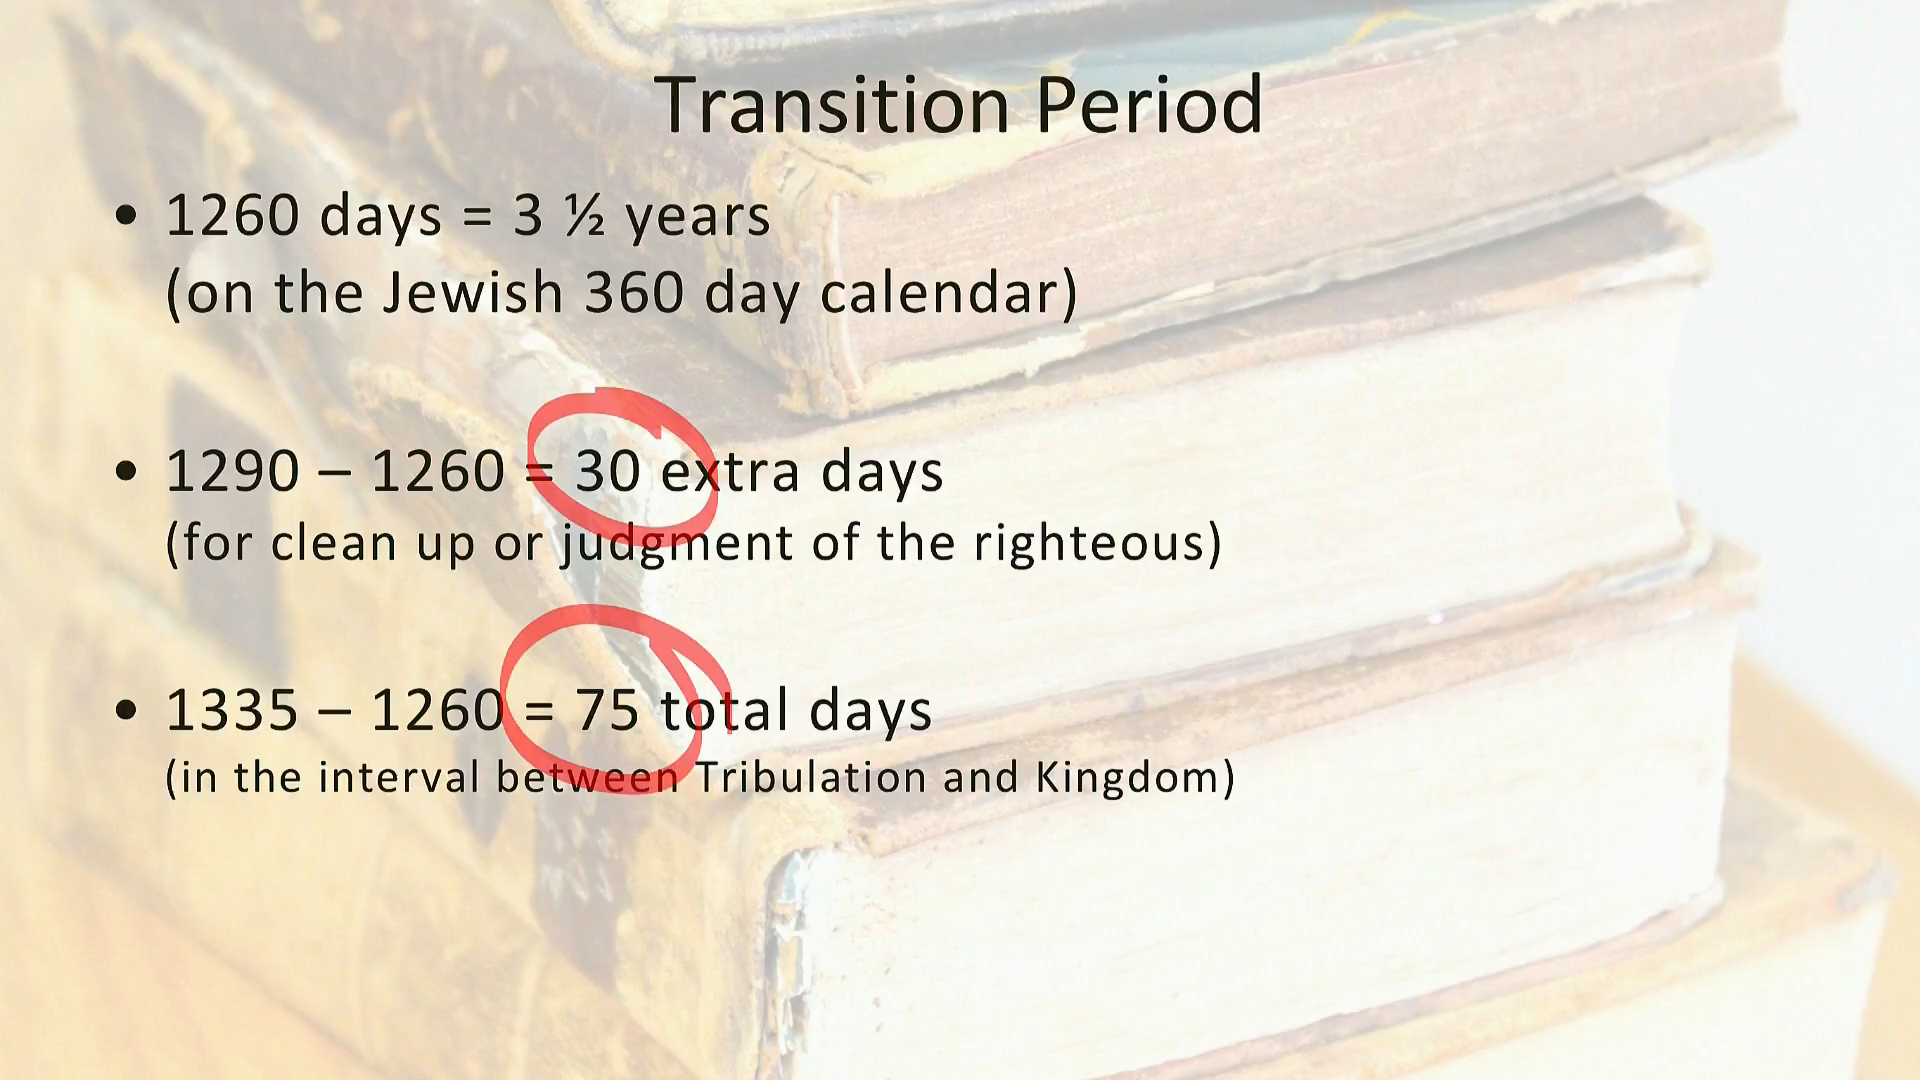 Transition Period
• 1260 days = 3 ½ years
(on the Jewish 360 day calendar)
• 1290 – 1260 = 30 extra days
(for clean up or judgment of the righteous)
• 1335 – 1260 = 75 total days
(in the interval between Tribulation and Kingdom)